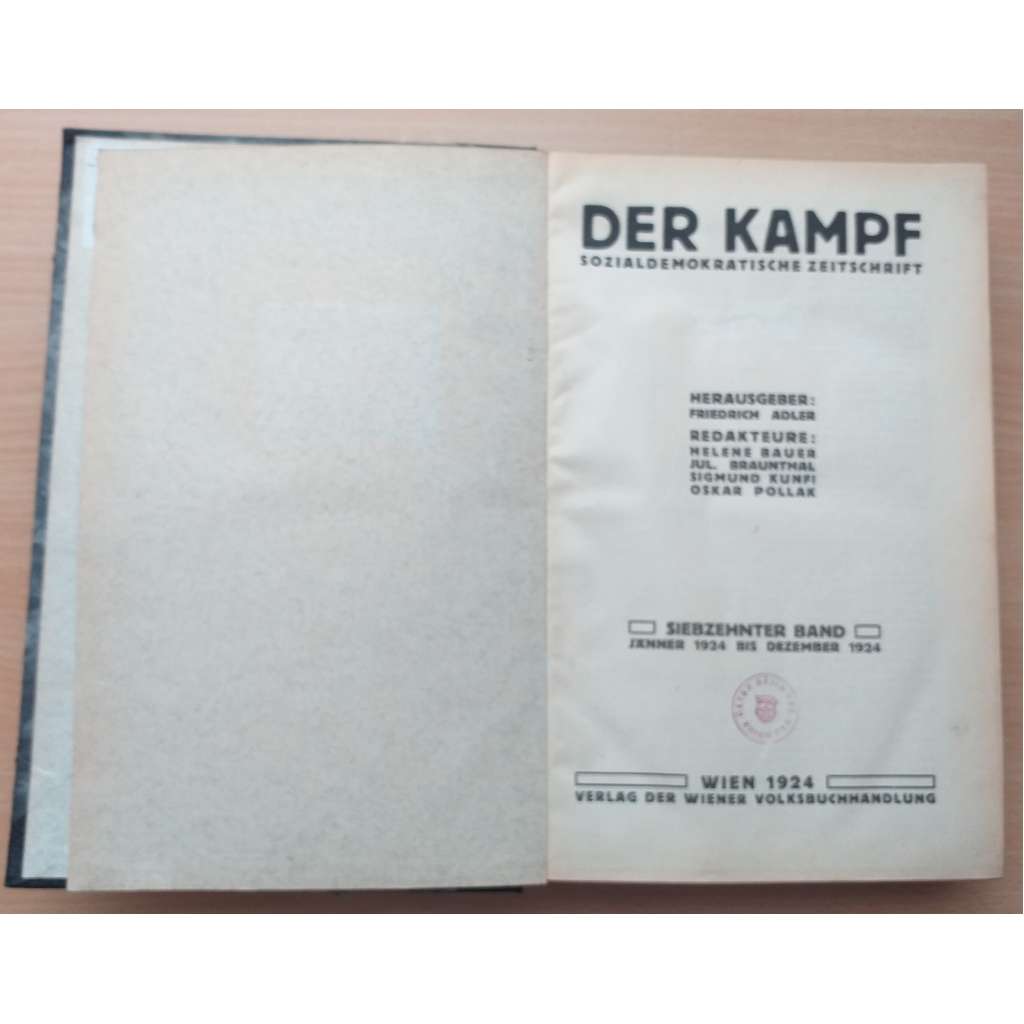 DER KAMPF
SOZIALDEMOKRATISCHE ZEITSCHRIFT
HERAUSGEBER:
FRIEDRICH ADLER
REDAKTEURE:
HELENE BAUER
JUL. BRAUNTHAL
SIGMUND KUNFI
OSKAR POLLAK
SIEBZEHNTER BAND
JÆNNER 1924 BIS DEZEMBER 1924
WIEN 1924
VERLAG DER WIENER VOLKSBUCHHANDLUNG